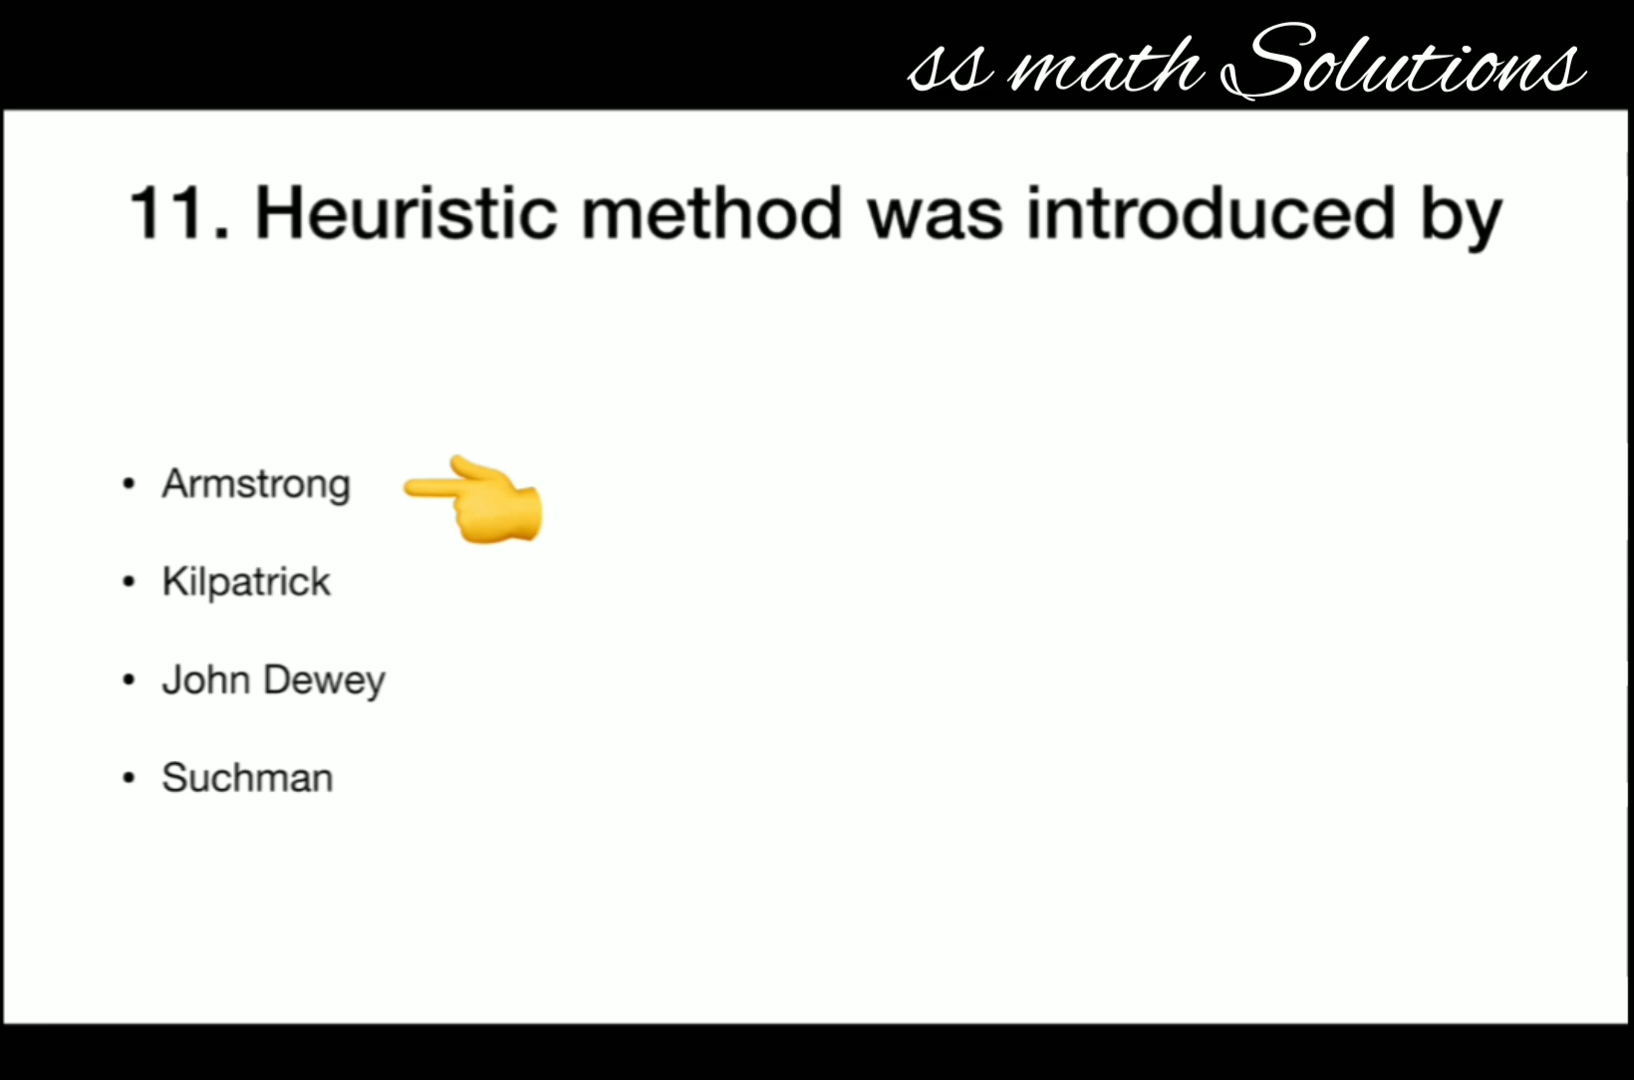 ss math Solutions
11. Heuristic method was introduced by
• Armstrong
• Kilpatrick
• John Dewey
• Suchman